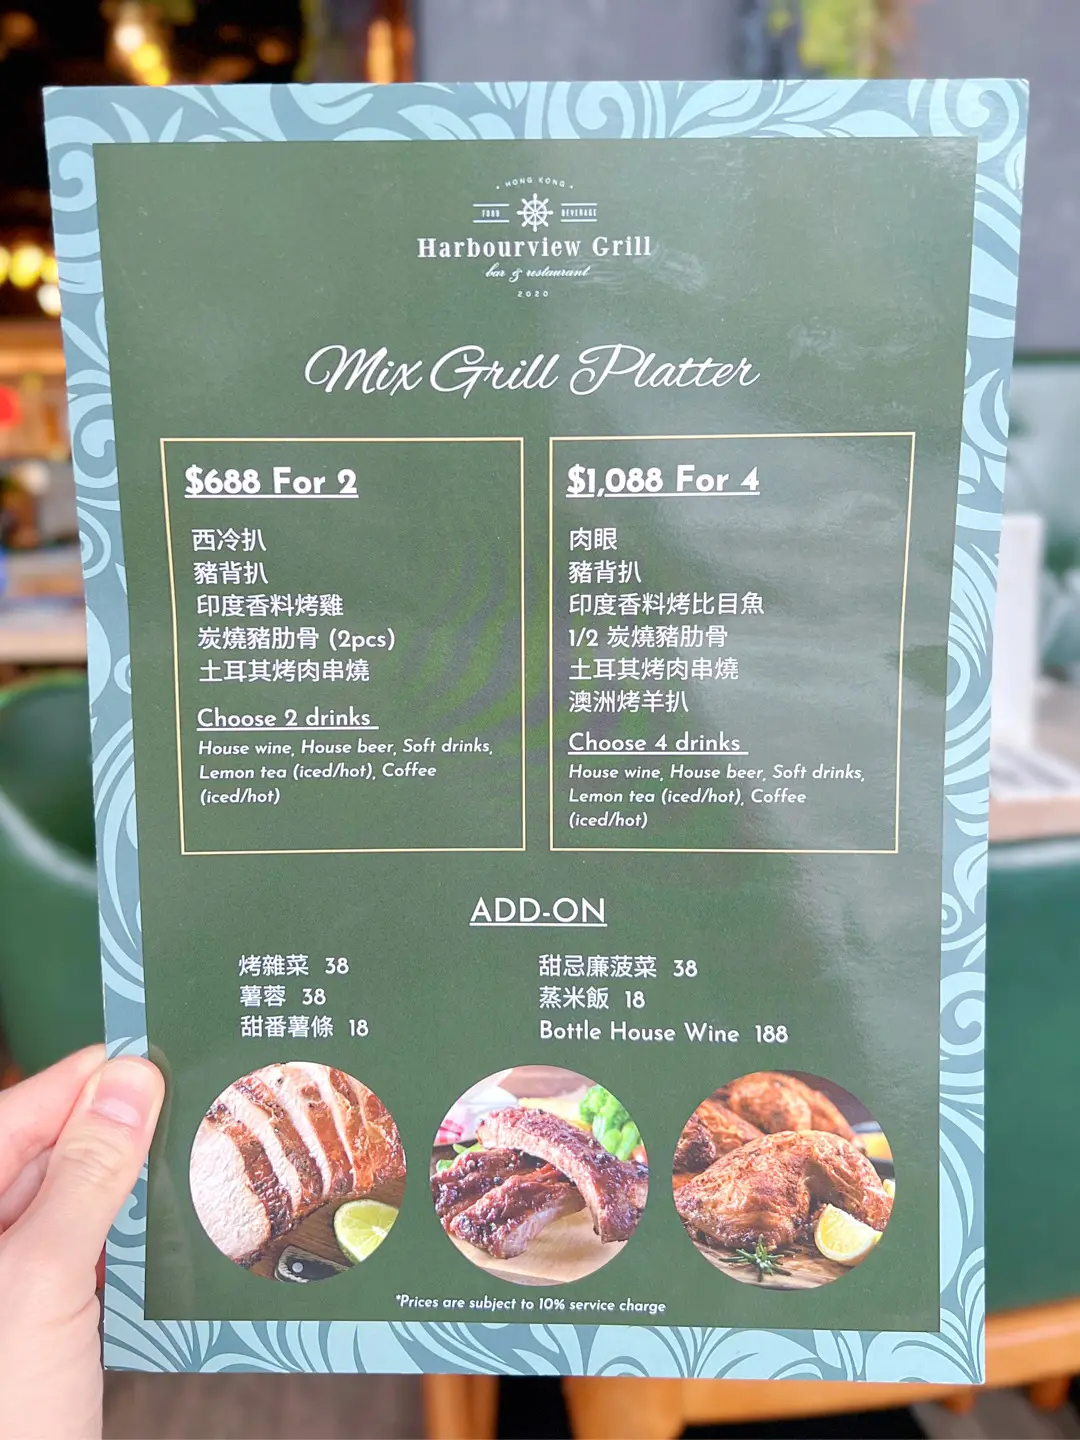 HONG KONG
FOOD BEVERAGE
Harbourview Grill
bar & restaurant
2020
Mix Grill Platter
$688 For 2
西冷扒
豬背扒
印度香料烤雞
炭燒豬肋骨 (2pcs)
土耳其烤肉串燒
Choose 2 drinks
House wine, House beer, Soft drinks,
Lemon tea (iced/hot), Coffee
(iced/hot)
$1,088 For 4
肉眼
豬背扒
印度香料烤比目魚
1/2 炭燒豬肋骨
土耳其烤肉串燒
澳洲烤羊扒
Choose 4 drinks
House wine, House beer, Soft drinks,
Lemon tea (iced/hot), Coffee
(iced/hot)
ADD-ON
烤雜菜 38
薯蓉 38
甜番薯條 18
甜忌廉菠菜 38
蒸米飯 18
Bottle House Wine 188
*Prices are subject to 10% service charge